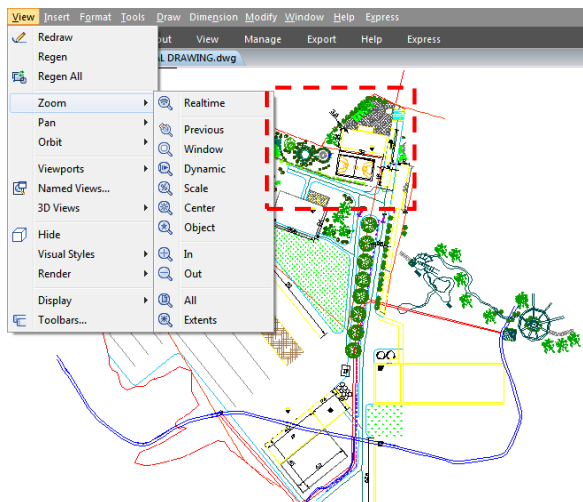 View Insert Format Tools Draw Dimension Modify Window Help Express
out View Manage Export Help Express
AL DRAWING.dwg
Redraw
Regen
Regen All
Zoom
Pan
Orbit
Viewports
Named Views...
3D Views
Hide
Visual Styles
Render
Display
Toolbars...
Realtime
Previous
Window
Dynamic
Scale
Center
Object
In
Out
All
Extents